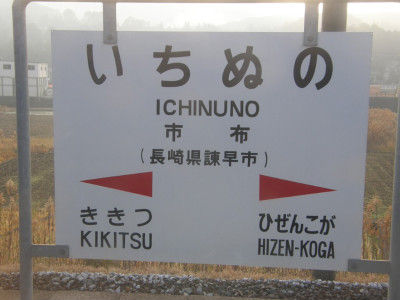 いちぬの
ICHINUNO
市布
(長崎県諫早市)
ききつ
KIKITSU
ひぜんこが
HIZEN-KOGA